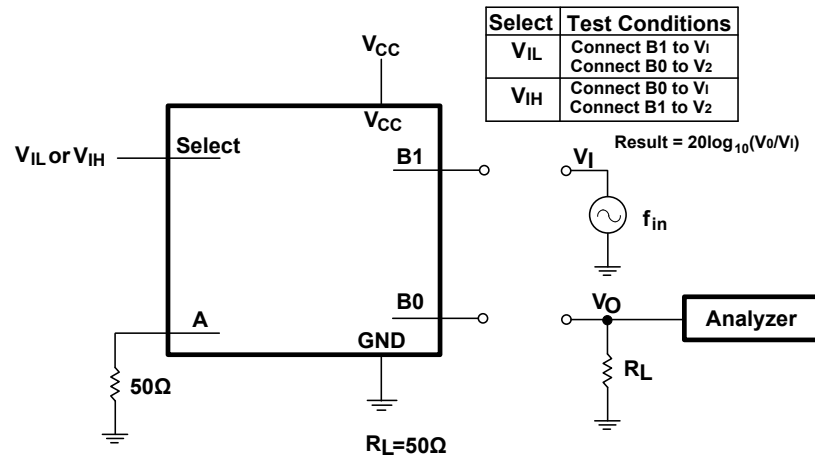 Select Test Conditions
VIL Connect B1 to VI
Connect B0 to V2
VIH Connect B0 to VI
Connect B1 to V2
Result = 20log10(V0/VI)
VCC
VCC
VIL or VIH
Select
B1
VI
fin
A
B0
VO
Analyzer
GND
50Ω
RL
RL=50Ω